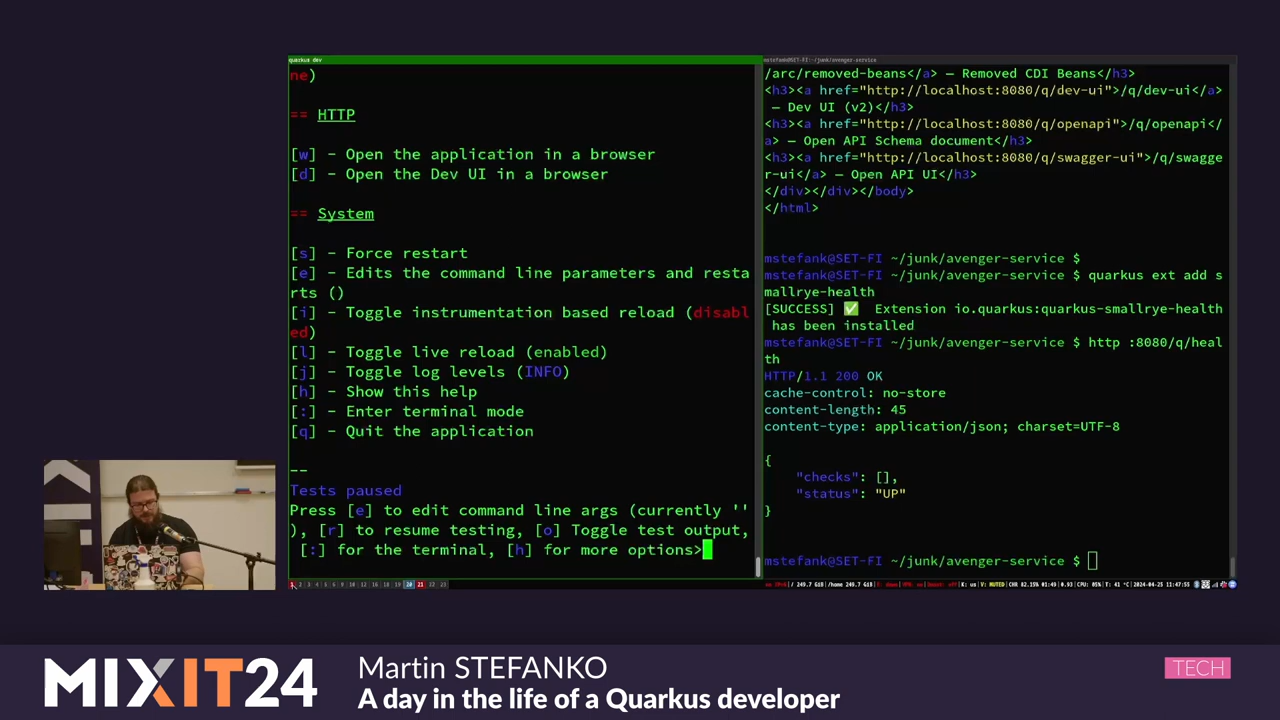 quarkus dev
ne)
== HTTP
[w] - Open the application in a browser
[d] - Open the Dev UI in a browser
== System
[s] - Force restart
[e] - Edits the command line parameters and resta
rts ()
[i] - Toggle instrumentation based reload (disabl
ed)
[l] - Toggle live reload (enabled)
[j] - Toggle log levels (INFO)
[h] - Show this help
[:] - Enter terminal mode
[q] - Quit the application
--
Tests paused
Press [e] to edit command line args (currently ''
), [r] to resume testing, [o] Toggle test output,
[:] for the terminal, [h] for more options>
mstefank@SET-FI:~/junk/avenger-service
/arc/removed-beans</a> — Removed CDI Beans</h3>
<h3><a href="http://localhost:8080/q/dev-ui">/q/dev-ui</a>
— Dev UI (v2)</h3>
<h3><a href="http://localhost:8080/q/openapi">/q/openapi</
a> — Open API Schema document</h3>
<h3><a href="http://localhost:8080/q/swagger-ui">/q/swagge
r-ui</a> — Open API UI</h3>
</div></div></body>
</html>
mstefank@SET-FI ~/junk/avenger-service $
mstefank@SET-FI ~/junk/avenger-service $ quarkus ext add s
mallrye-health
[SUCCESS] ✅ Extension io.quarkus:quarkus-smallrye-health
has been installed
mstefank@SET-FI ~/junk/avenger-service $ http :8080/q/heal
th
HTTP/1.1 200 OK
cache-control: no-store
content-length: 45
content-type: application/json; charset=UTF-8
{
"checks": [],
"status": "UP"
}
mstefank@SET-FI ~/junk/avenger-service $
MIXIT24
Martin STEFANKO
A day in the life of a Quarkus developer
TECH